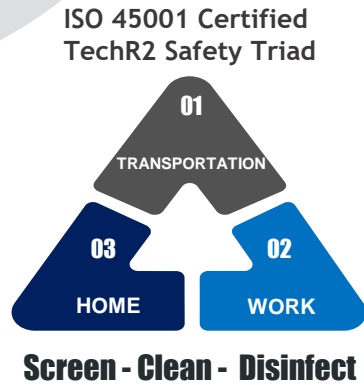 ISO 45001 Certified
TechR2 Safety Triad
01
TRANSPORTATION
03
02
HOME
WORK
Screen - Clean - Disinfect